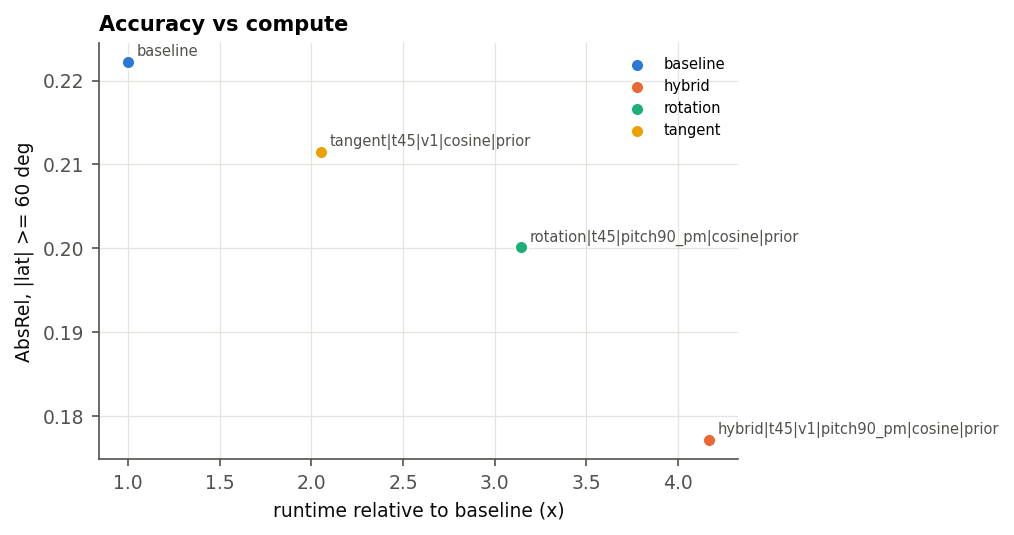 Accuracy vs compute
baseline
baseline
hybrid
rotation
tangent
tangent|t45|v1|cosine|prior
rotation|t45|pitch90_pm|cosine|prior
hybrid|t45|v1|pitch90_pm|cosine|prior
AbsRel, |lat| >= 60 deg
0.22
0.21
0.20
0.19
0.18
1.0 1.5 2.0 2.5 3.0 3.5 4.0
runtime relative to baseline (x)